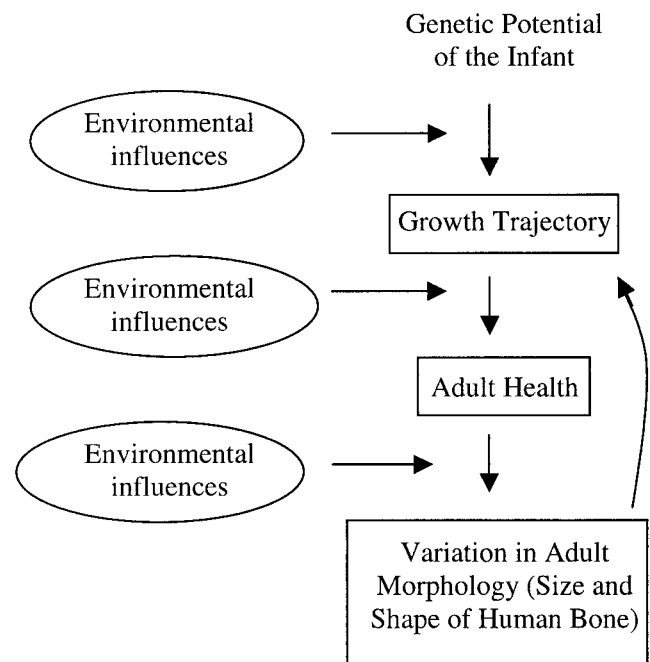 Genetic Potential
of the Infant
Environmental
influences
Growth Trajectory
Environmental
influences
Adult Health
Environmental
influences
Variation in Adult
Morphology (Size and
Shape of Human Bone)